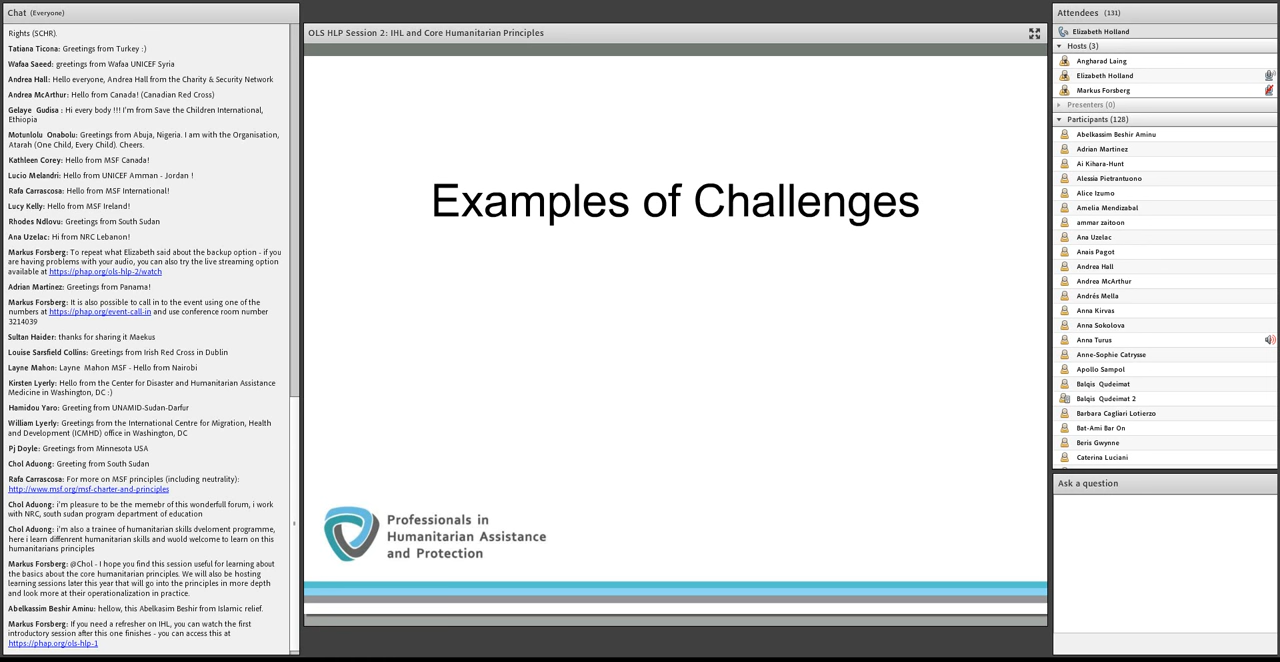 Chat (Everyone)
Rights (SCHR).
Tatiana Ticona: Greetings from Turkey :)
Wafaa Saeed: greetings from Wafaa UNICEF Syria
Andrea Hall: Hello everyone, Andrea Hall from the Charity & Security Network
Andrea McArthur: Hello from Canada! (Canadian Red Cross)
Gelaye Gudisa : Hi every body !!! I'm from Save the Children International,
Ethiopia
Motunlolu Onabolu: Greetings from Abuja, Nigeria. I am with the Organisation,
Atarah (One Child, Every Child). Cheers.
Kathleen Corey: Hello from MSF Canada!
Lucio Melandri: Hello from UNICEF Amman - Jordan !
Rafa Carrascosa: Hello from MSF International!
Lucy Kelly: Hello from MSF Ireland!
Rhodes Ndlovu: Greetings from South Sudan
Ana Uzelac: Hi from NRC Lebanon!
Markus Forsberg: To repeat what Elizabeth said about the backup option - if you
are having problems with your audio, you can also try the live streaming option
available at https://phap.org/ols-hlp-2/watch
Adrian Martinez: Greetings from Panama!
Markus Forsberg: It is also possible to call in to the event using one of the
numbers at https://phap.org/event-call-in and use conference room number
3214039
Sultan Haider: thanks for sharing it Maekus
Louise Sarsfield Collins: Greetings from Irish Red Cross in Dublin
Layne Mahon: Layne Mahon MSF - Hello from Nairobi
Kirsten Lyerly: Hello from the Center for Disaster and Humanitarian Assistance
Medicine in Washington, DC :)
Hamidou Yaro: Greeting from UNAMID-Sudan-Darfur
William Lyerly: Greetings from the International Centre for Migration, Health
and Development (ICMHD) office in Washington, DC
Pj Doyle: Greetings from Minnesota USA
Chol Aduong: Greeting from South Sudan
Rafa Carrascosa: For more on MSF principles (including neutrality):
http://www.msf.org/msf-charter-and-principles
Chol Aduong: i'm pleasure to be the memebr of this wonderfull forum, i work
with NRC, south sudan program department of education
Chol Aduong: i'm also a trainee of humanitarian skills dveloment programme,
here i learn diffenrent humanitarian skills and wuold welcome to learn on this
humanitarians principles
Markus Forsberg: @Chol - I hope you find this session useful for learning about
the basics about the core humanitarian principles. We will also be hosting
learning sessions later this year that will go into the principles in more depth
and look more at their operationalization in practice.
Abelkassim Beshir Aminu: hellow, this Abelkasim Beshir from Islamic relief.
Markus Forsberg: If you need a refresher on IHL, you can watch the first
introductory session after this one finishes - you can access this at
https://phap.org/ols-hlp-1
OLS HLP Session 2: IHL and Core Humanitarian Principles
Examples of Challenges
Professionals in
Humanitarian Assistance
and Protection
Attendees (131)
Elizabeth Holland
Hosts (3)
Angharad Laing
Elizabeth Holland
Markus Forsberg
Presenters (0)
Participants (128)
Abelkassim Beshir Aminu
Adrian Martinez
Ai Kihara-Hunt
Alessia Pietrantuono
Alice Izumo
Amelia Mendizabal
ammar zaitoon
Ana Uzelac
Anais Pagot
Andrea Hall
Andrea McArthur
Andrés Mella
Anna Kirvas
Anna Sokolova
Anna Turus
Anne-Sophie Catrysse
Apollo Sampol
Balqis Qudeimat
Balqis Qudeimat 2
Barbara Cagliari Lotierzo
Bat-Ami Bar On
Beris Gwynne
Caterina Luciani
Ask a question